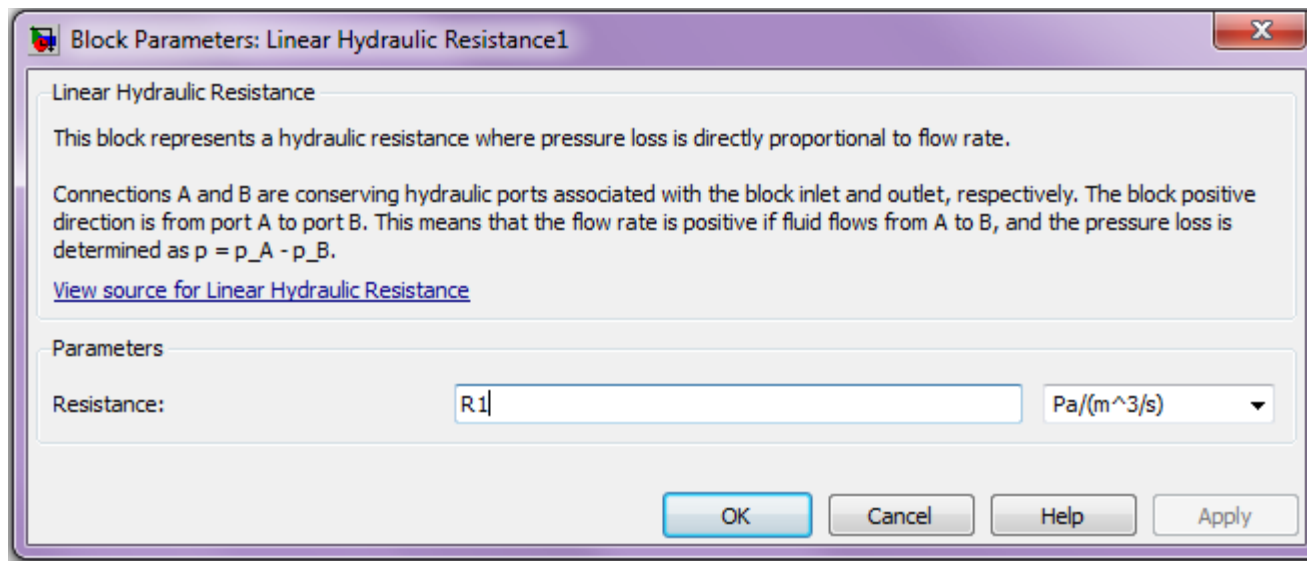 Block Parameters: Linear Hydraulic Resistance1
Linear Hydraulic Resistance
This block represents a hydraulic resistance where pressure loss is directly proportional to flow rate.
Connections A and B are conserving hydraulic ports associated with the block inlet and outlet, respectively. The block positive
direction is from port A to port B. This means that the flow rate is positive if fluid flows from A to B, and the pressure loss is
determined as p = p_A - p_B.
View source for Linear Hydraulic Resistance
Parameters
Resistance: R1 Pa/(m^3/s)
OK Cancel Help Apply